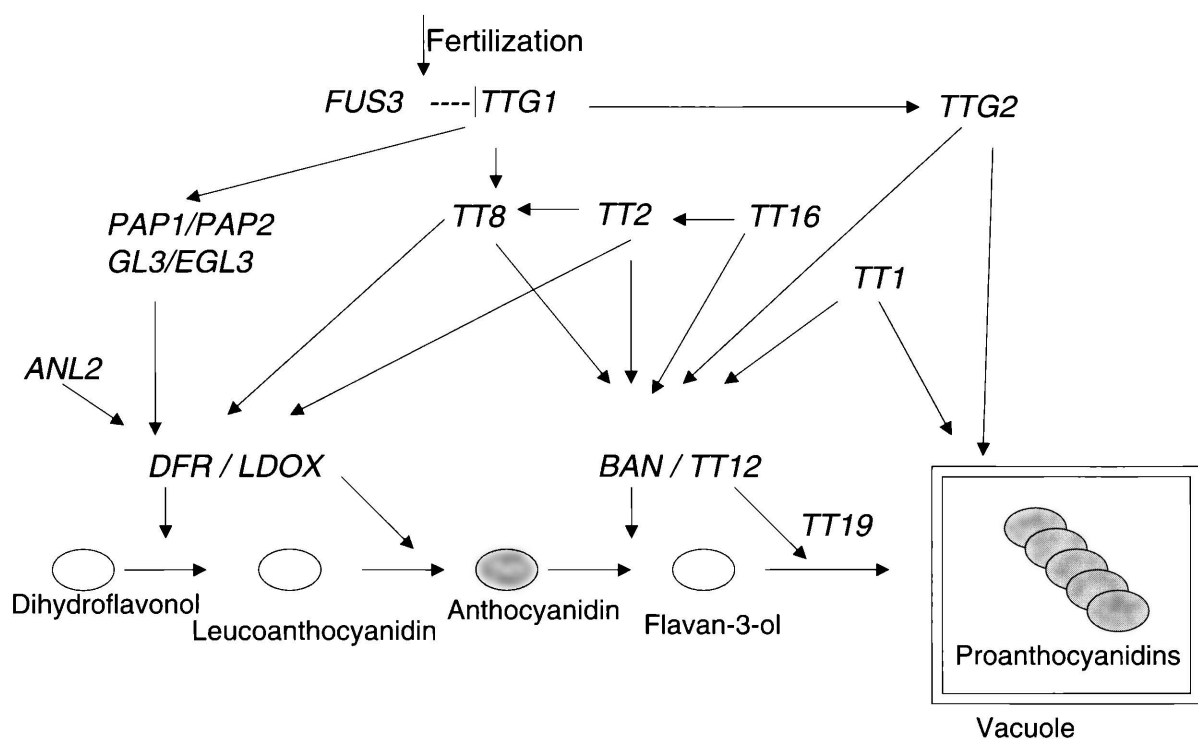 Fertilization
FUS3 ----|TTG1 TTG2
PAP1/PAP2 TT8 TT2 TT16
GL3/EGL3
TT1
ANL2
DFR / LDOX BAN / TT12
TT19
Dihydroflavonol
Leucoanthocyanidin
Anthocyanidin
Flavan-3-ol
Proanthocyanidins
Vacuole